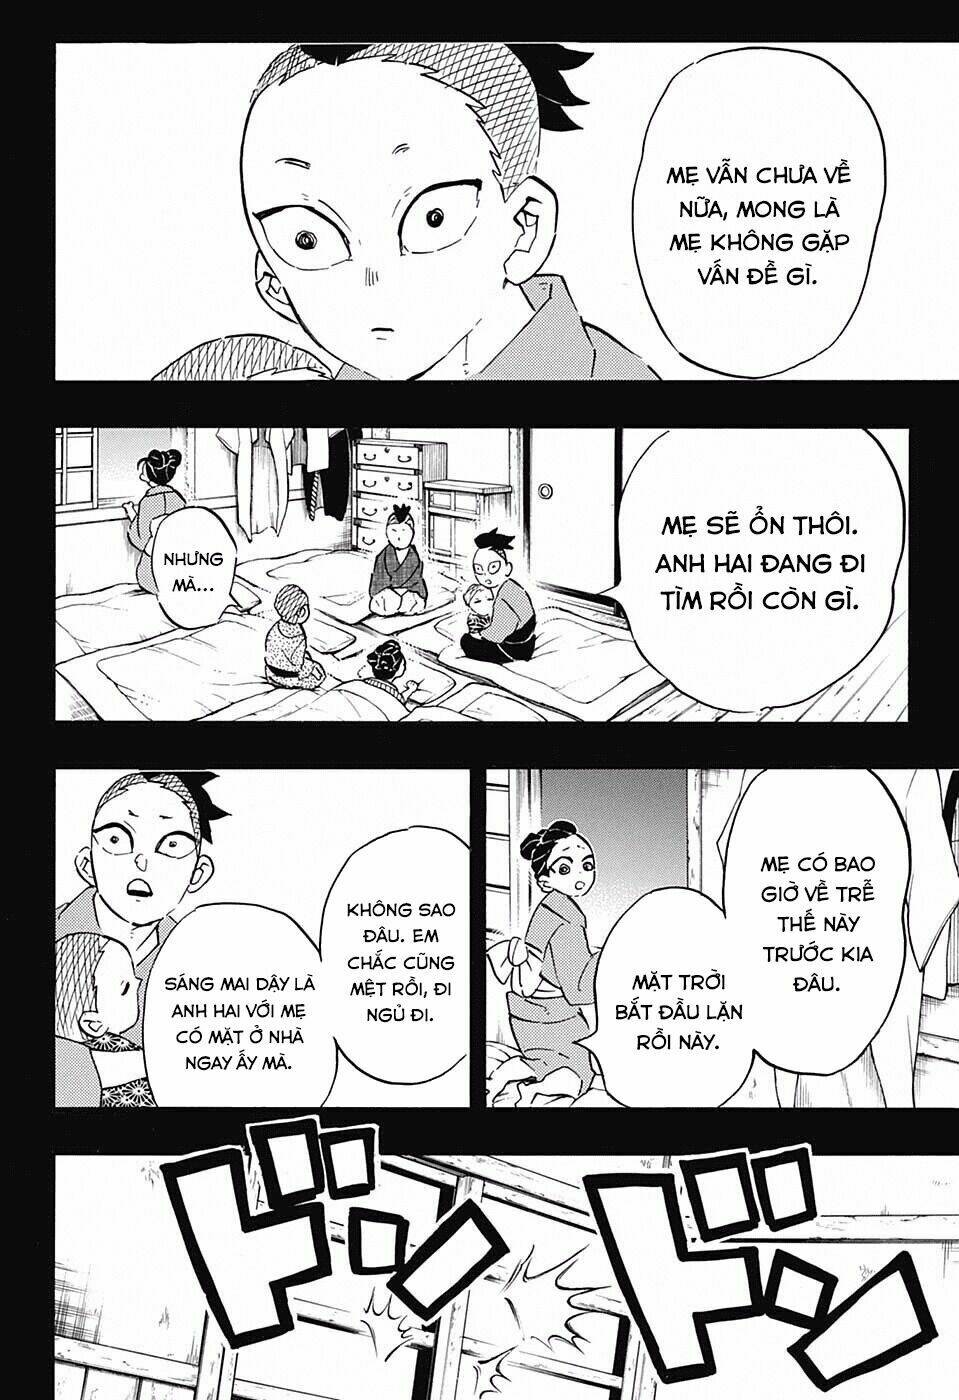 MẸ VẪN CHƯA VỀ
NỮA, MONG LÀ
MẸ KHÔNG GẶP
VẤN ĐỀ GÌ.
MẸ SẼ ỔN THÔI.
ANH HAI ĐANG ĐI
TÌM RỒI CÒN GÌ.
NHƯNG
MÀ...
MẸ CÓ BAO
GIỜ VỀ TRỄ
THẾ NÀY
TRƯỚC KIA
ĐÂU.
MẶT TRỜI
BẮT ĐẦU LẶN
RỒI NÀY.
KHÔNG SAO
ĐÂU. EM
CHẮC CŨNG
MỆT RỒI, ĐI
NGỦ ĐI.
SÁNG MAI DẬY LÀ
ANH HAI VỚI MẸ
CÓ MẶT Ở NHÀ
NGAY ẤY MÀ.
ドン
ドン